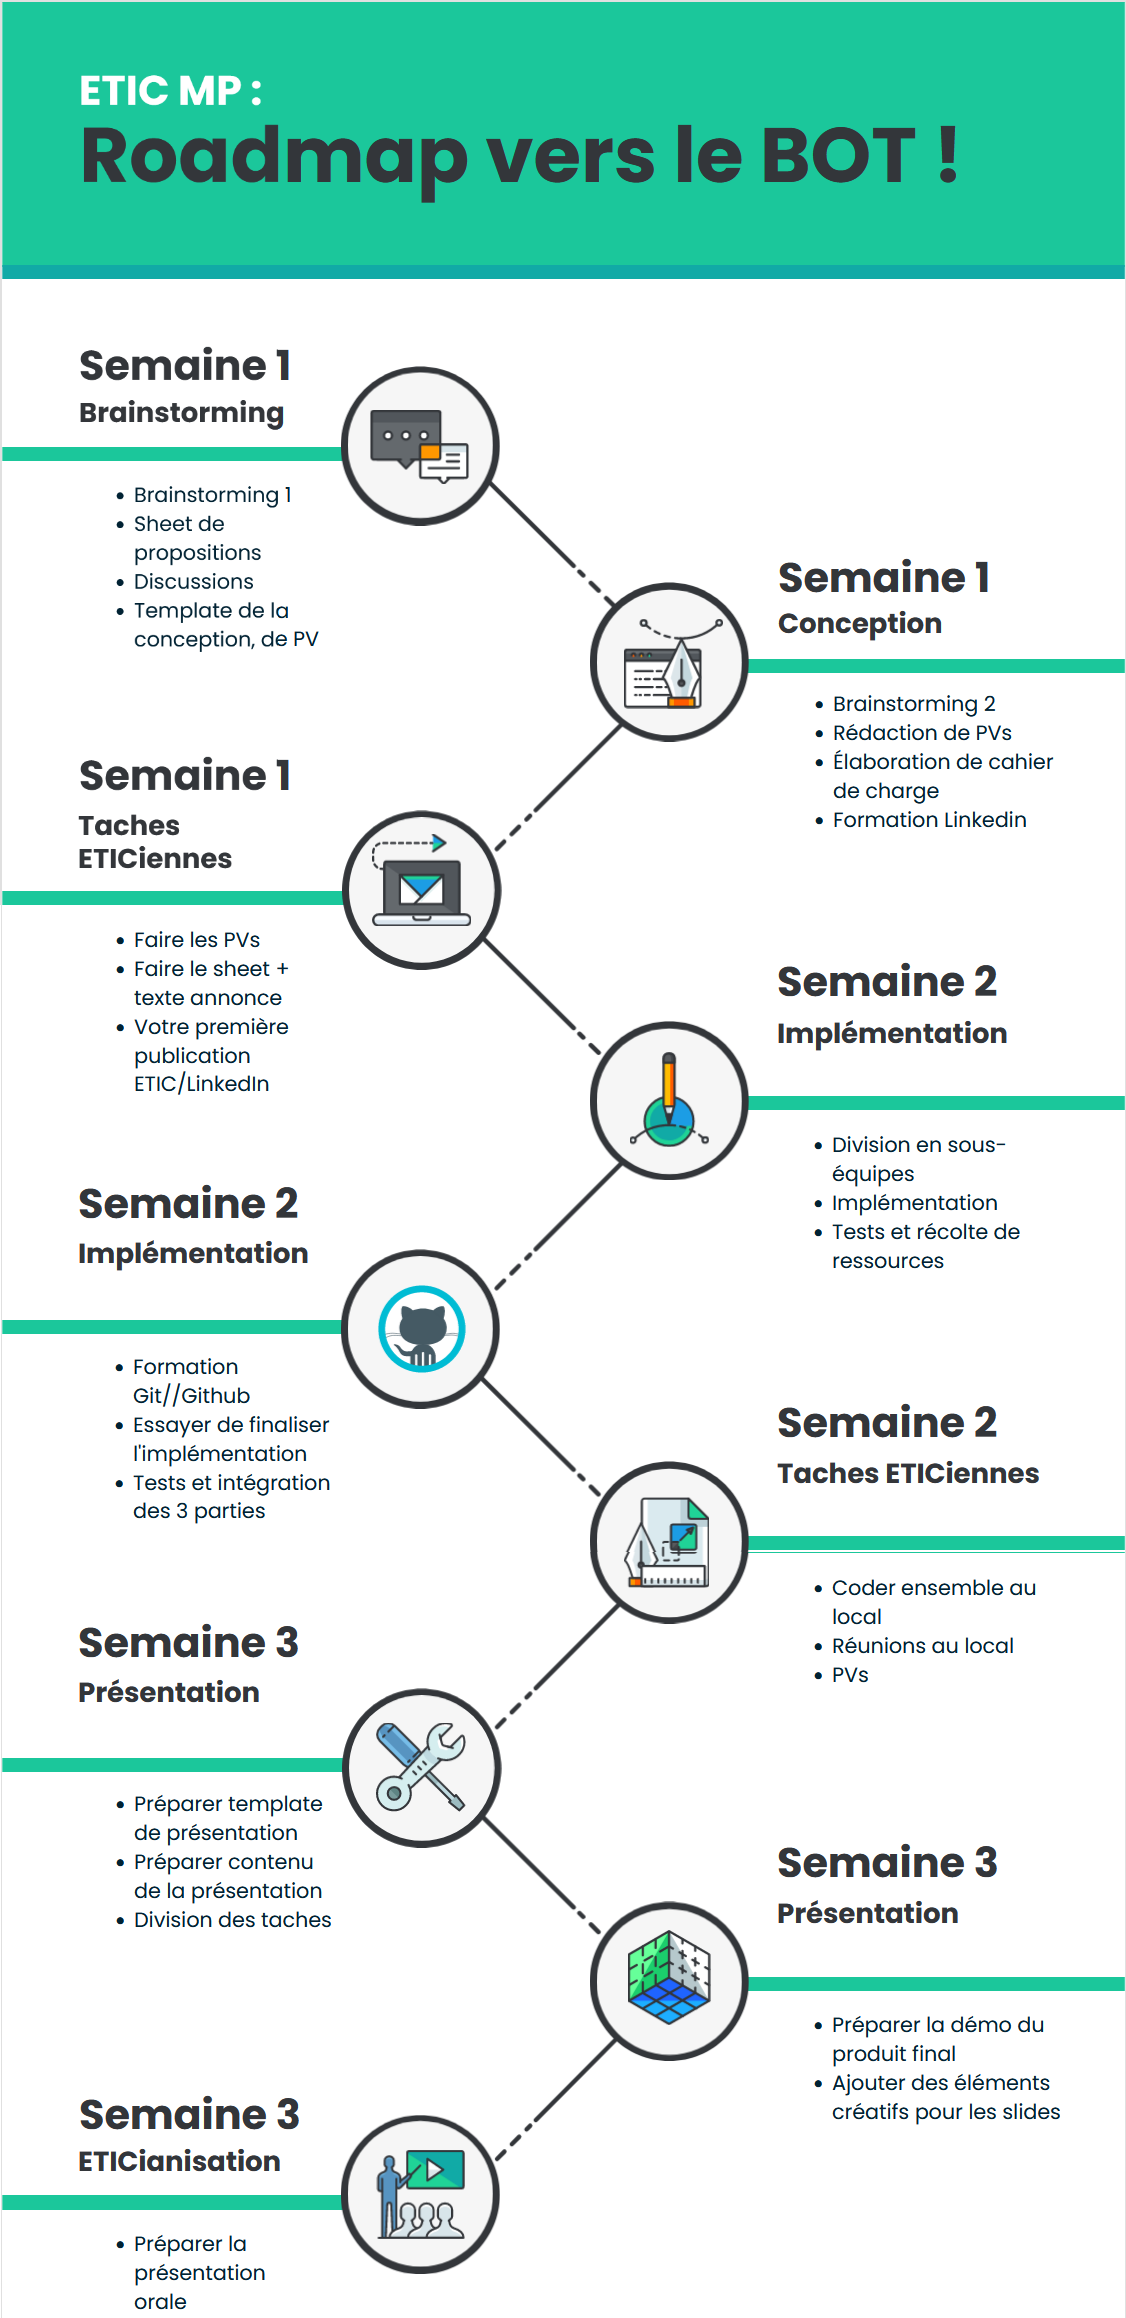 ETIC MP :
Roadmap vers le BOT !
Semaine 1
Brainstorming
• Brainstorming 1
• Sheet de
propositions
• Discussions
• Template de la
conception, de PV
Semaine 1
Conception
• Brainstorming 2
• Rédaction de PVs
• Élaboration de cahier
de charge
• Formation Linkedin
Semaine 1
Taches
ETICiennes
• Faire les PVs
• Faire le sheet +
texte annonce
• Votre première
publication
ETIC/LinkedIn
Semaine 2
Implémentation
• Division en sous-
équipes
• Implémentation
• Tests et récolte de
ressources
Semaine 2
Implémentation
• Formation
Git//Github
• Essayer de finaliser
l'implémentation
• Tests et intégration
des 3 parties
Semaine 2
Taches ETICiennes
• Coder ensemble au
local
• Réunions au local
• PVs
Semaine 3
Présentation
• Préparer template
de présentation
• Préparer contenu
de la présentation
• Division des taches
Semaine 3
Présentation
• Préparer la démo du
produit final
• Ajouter des éléments
créatifs pour les slides
Semaine 3
ETICianisation
• Préparer la
présentation
orale